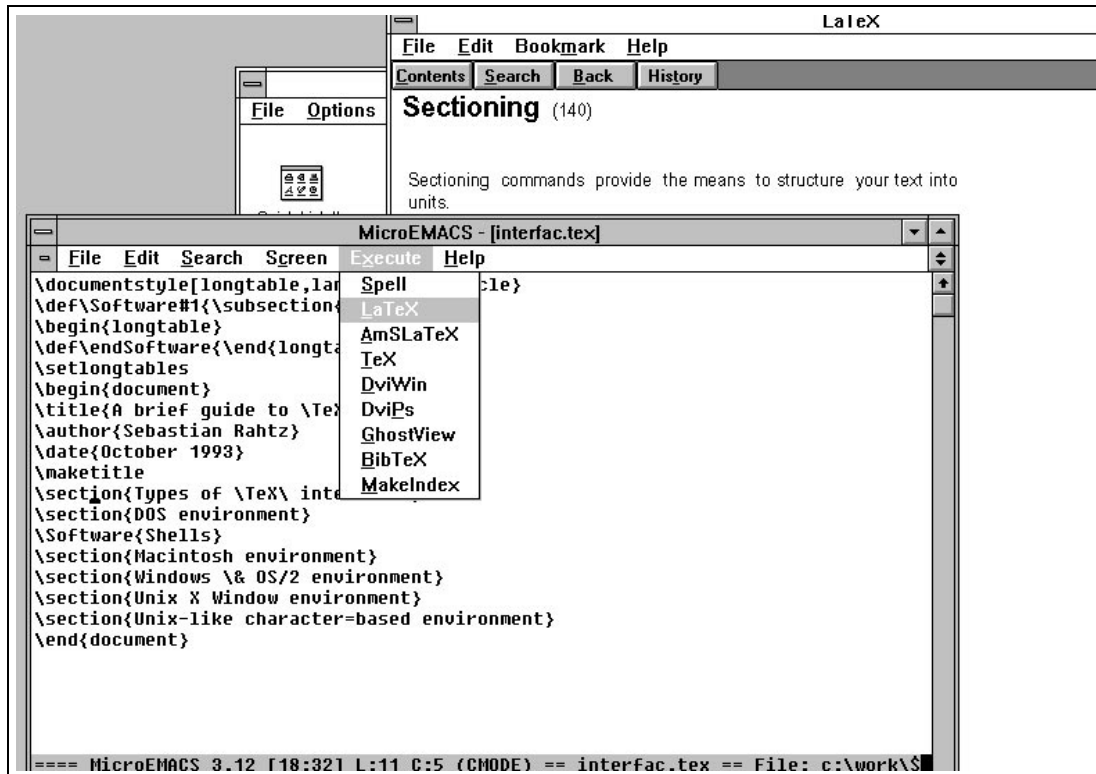 LaTeX
File Edit Bookmark Help
Contents Search Back History
File Options
Sectioning (140)
Sectioning commands provide the means to structure your text into
units.
MicroEMACS - [interfac.tex]
File Edit Search Screen Execute Help
\documentstyle[longtable,lan cle}
\def\Software#1{\subsection{
\begin{longtable}
\def\endSoftware{\end{longta
\setlongtables
\begin{document}
\title{A brief guide to \TeX
\author{Sebastian Rahtz}
\date{October 1993}
\maketitle
\section{Types of \TeX\ inte
\section{DOS environment}
\Software{Shells}
\section{Macintosh environment}
\section{Windows \& OS/2 environment}
\section{Unix X Window environment}
\section{Unix-like character=based environment}
\end{document}
Spell
LaTeX
AmSLaTeX
TeX
DviWin
DviPs
GhostView
BibTeX
MakeIndex
==== MicroEMACS 3.12 [18:32] L:11 C:5 (CMODE) == interfac.tex == File: c:\work\$